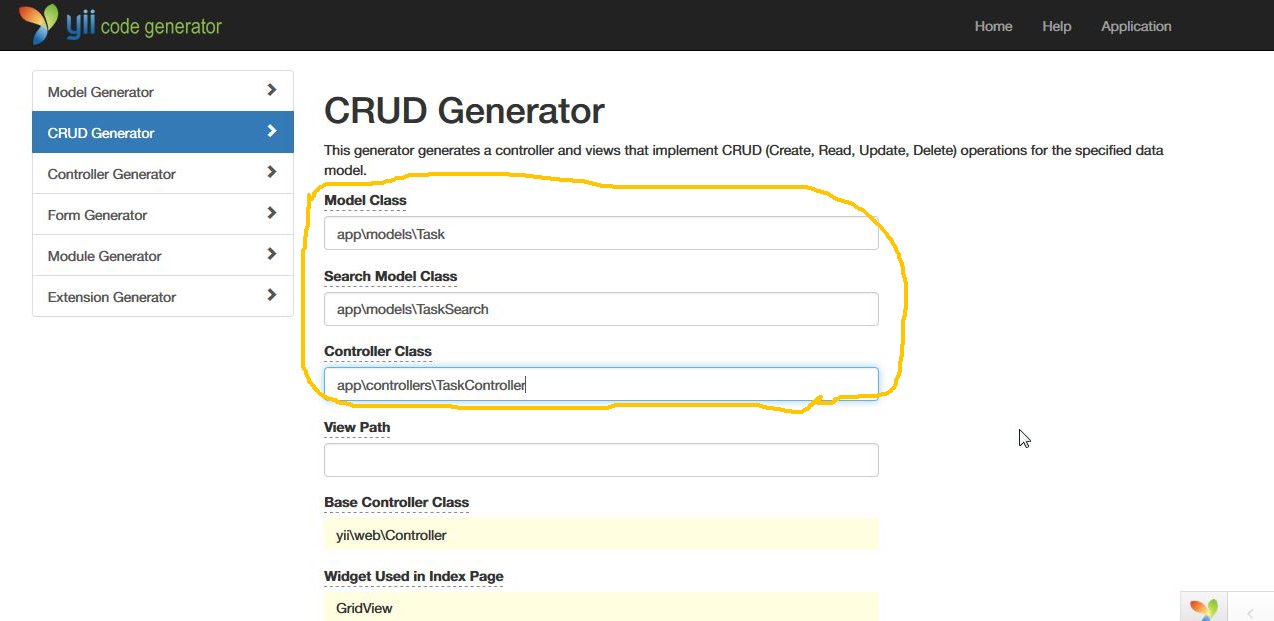 yii code generator
Home Help Application
Model Generator
CRUD Generator
Controller Generator
Form Generator
Module Generator
Extension Generator
CRUD Generator
This generator generates a controller and views that implement CRUD (Create, Read, Update, Delete) operations for the specified data
model.
Model Class
app\models\Task
Search Model Class
app\models\TaskSearch
Controller Class
app\controllers\TaskController
View Path
Base Controller Class
yii\web\Controller
Widget Used in Index Page
GridView